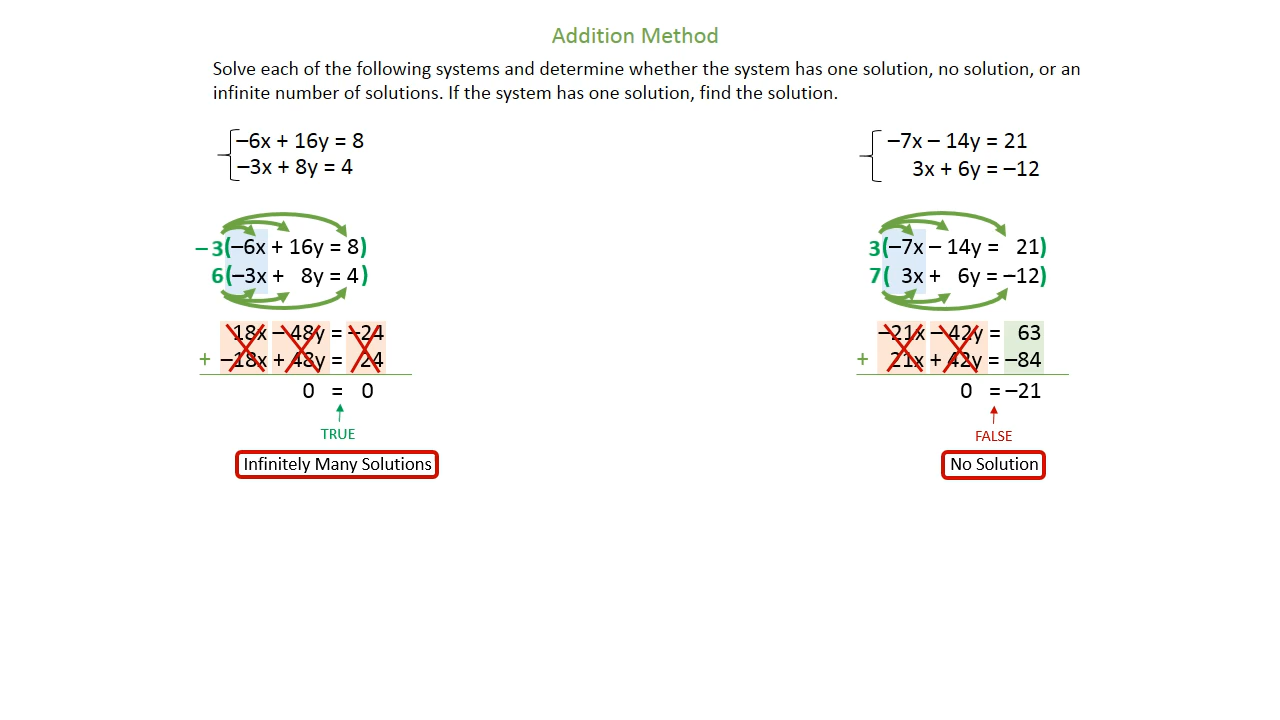 Addition Method
Solve each of the following systems and determine whether the system has one solution, no solution, or an
infinite number of solutions. If the system has one solution, find the solution.
−6x + 16y = 8
−3x + 8y = 4
−3(−6x + 16y = 8)
6(−3x + 8y = 4)
18x − 48y = −24
+ −18x + 48y = 24
0 = 0
TRUE
Infinitely Many Solutions
−7x − 14y = 21
3x + 6y = −12
3(−7x − 14y = 21)
7( 3x + 6y = −12)
−21x − 42y = 63
+ 21x + 42y = −84
0 = −21
FALSE
No Solution